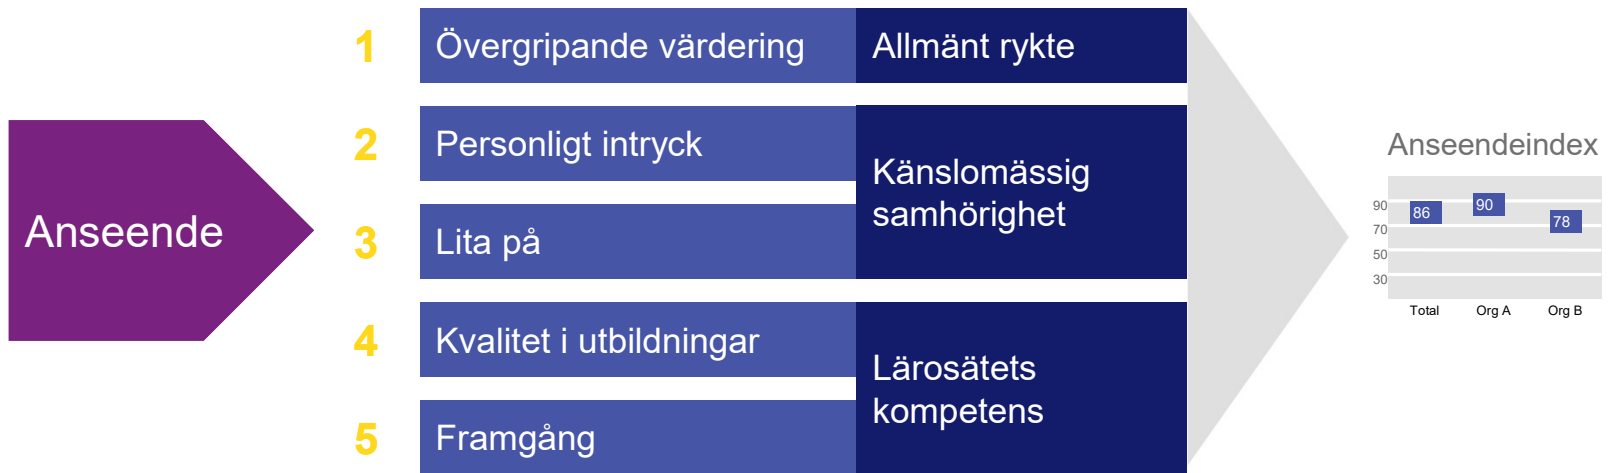 Anseende
1
Övergripande värdering
Allmänt rykte
2
Personligt intryck
Känslomässig
samhörighet
3
Lita på
4
Kvalitet i utbildningar
Lärosätets
kompetens
5
Framgång
Anseendeindex
90
70
50
30
86
90
78
Total
Org A
Org B